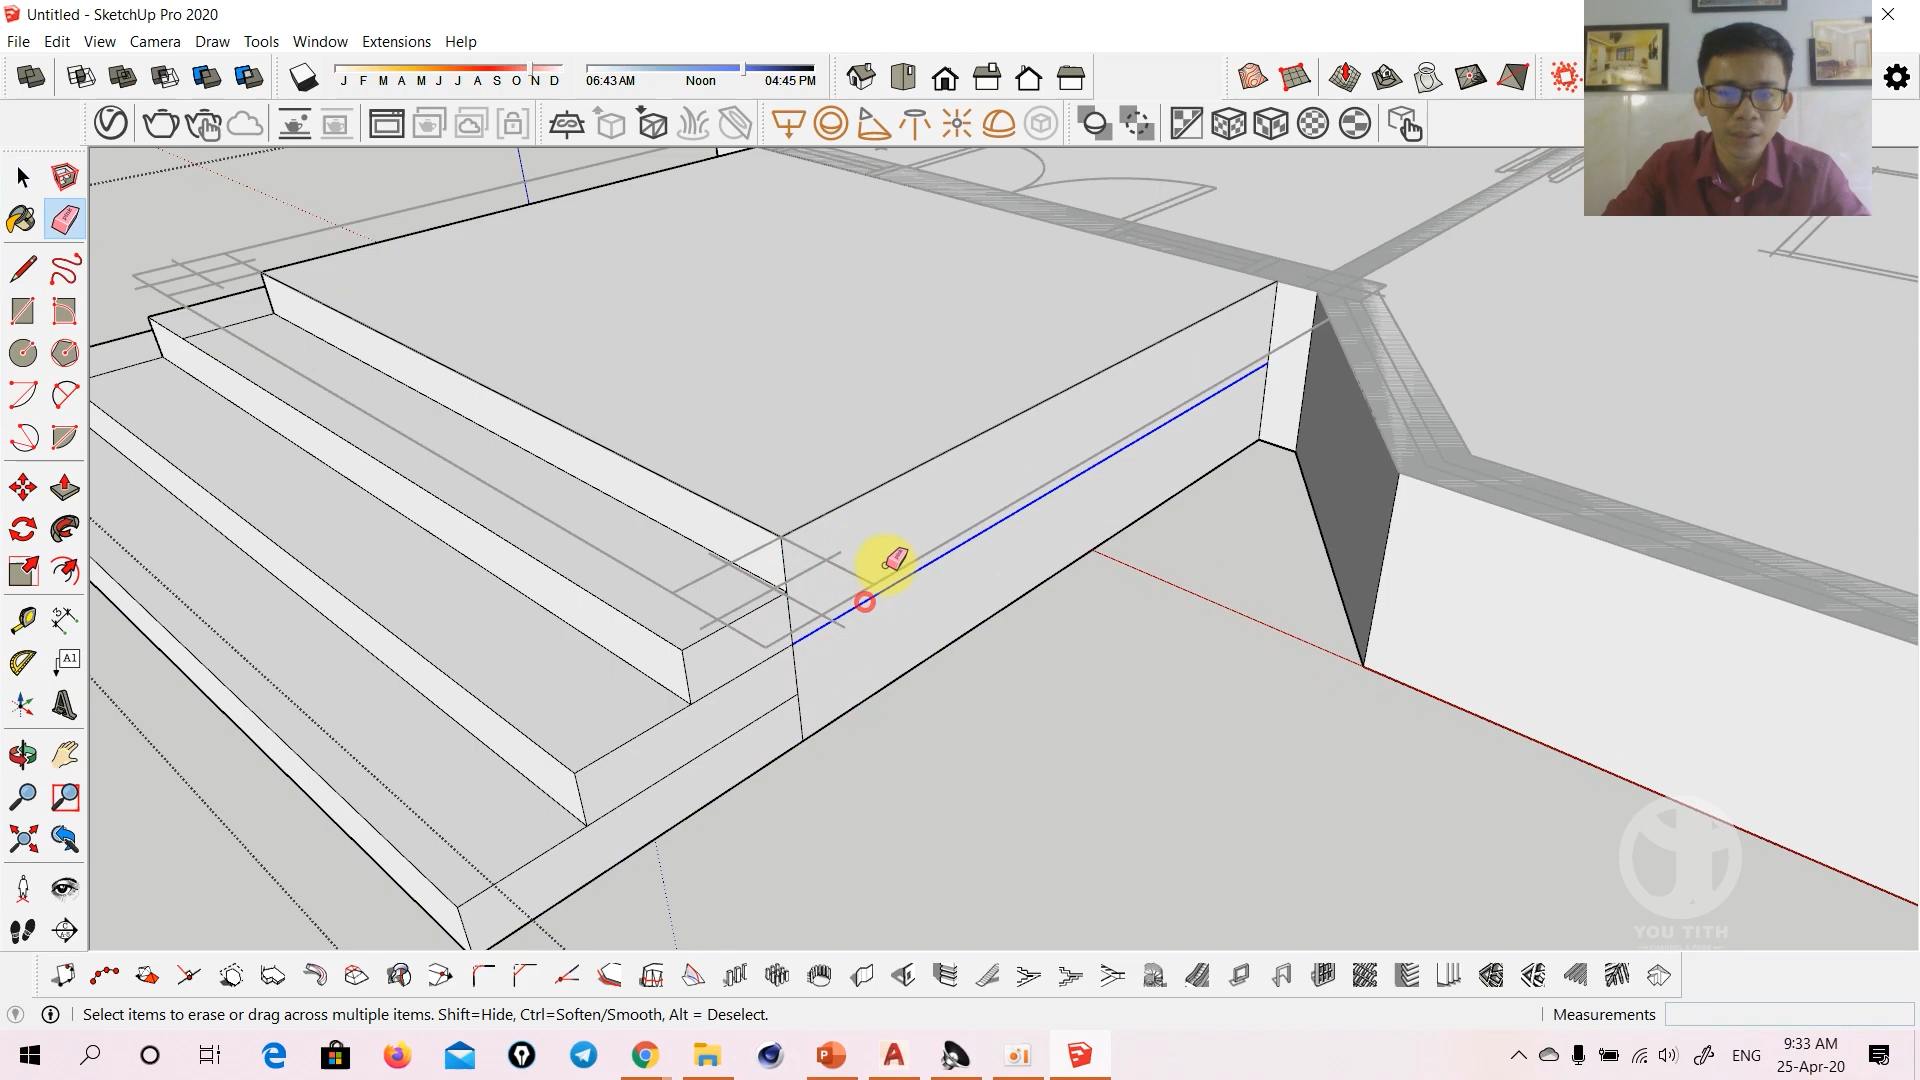 Untitled - SketchUp Pro 2020
File Edit View Camera Draw Tools Window Extensions Help
J F M A M J J A S O N D
06:43 AM Noon 04:45 PM
A1
YOU TITH
Select items to erase or drag across multiple items. Shift=Hide, Ctrl=Soften/Smooth, Alt = Deselect.
Measurements
ENG
9:33 AM
25-Apr-20